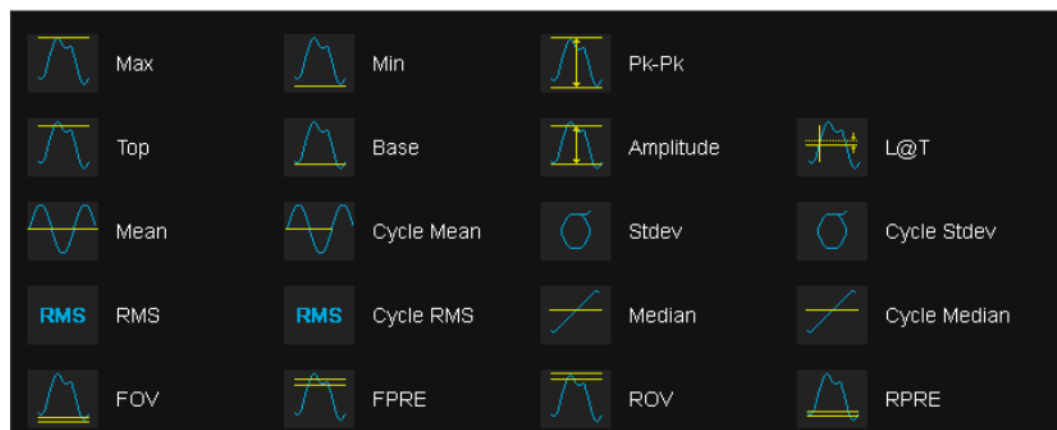 Max Min Pk-Pk
Top Base Amplitude L@T
Mean Cycle Mean Stdev Cycle Stdev
RMS RMS RMS Cycle RMS Median Cycle Median
FOV FPRE ROV RPRE